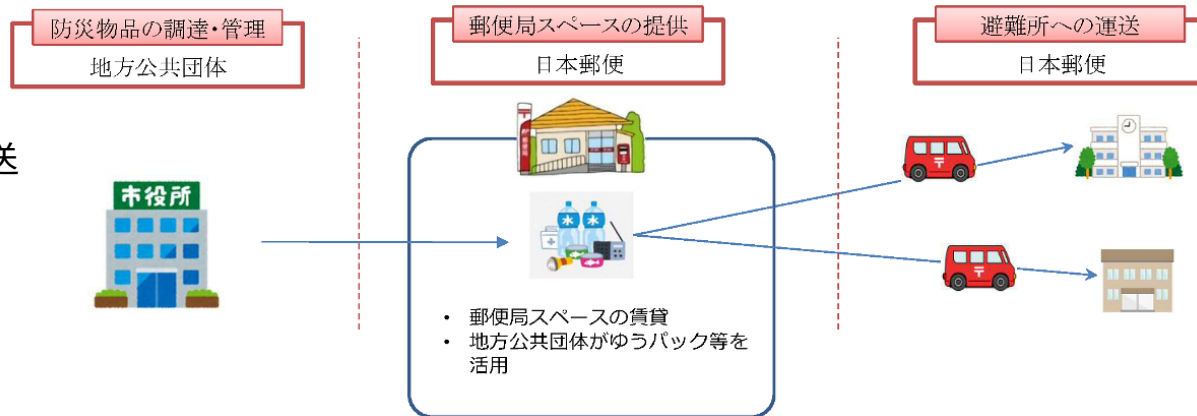 防災物品の調達・管理
地方公共団体
郵便局スペースの提供
日本郵便
避難所への運送
日本郵便
送
市役所
水 水
• 郵便局スペースの賃貸
• 地方公共団体がゆうパック等を
活用